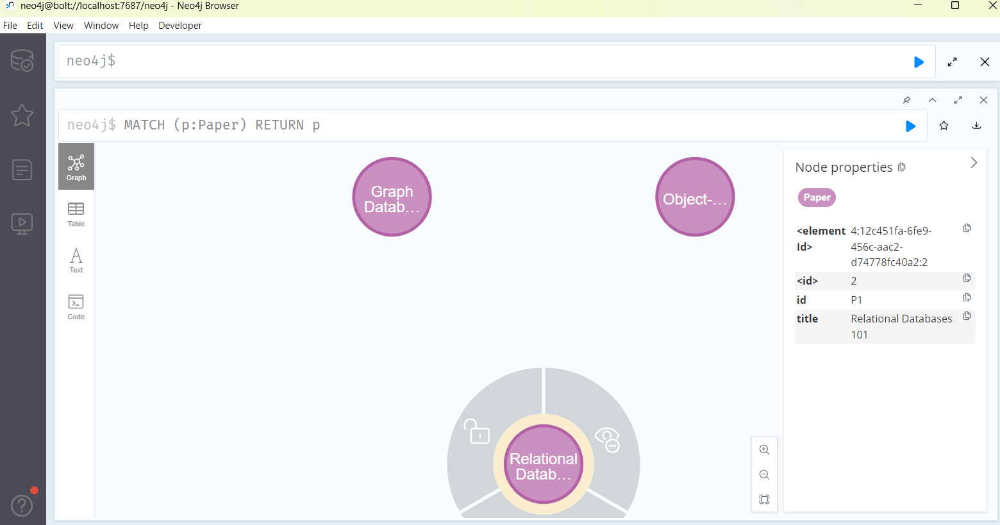 neo4j@bolt://localhost:7687/neo4j - Neo4j Browser
File Edit View Window Help Developer
neo4j$
neo4j$ MATCH (p:Paper) RETURN p
Graph
Table
Text
Code
Graph
Datab...
Object-...
Relational
Datab...
Node properties
Paper
<element 4:12c451fa-6fe9-
Id> 456c-aac2-
d74778fc40a2:2
<id> 2
id P1
title Relational Databases
101